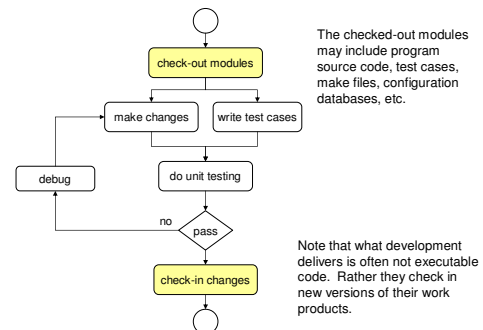 The checked-out modules
may include program
source code, test cases,
make files, configuration
databases, etc.
check-out modules
make changes
write test cases
debug
do unit testing
no
pass
Note that what development
delivers is often not executable
code. Rather they check in
new versions of their work
products.
check-in changes